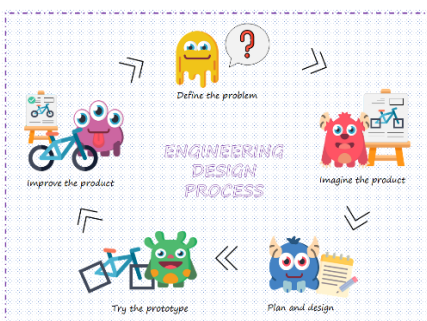 ?
Define the problem
Improve the product
ENGINEERING
DESIGN
PROCESS
Imagine the product
Try the prototype
Plan and design